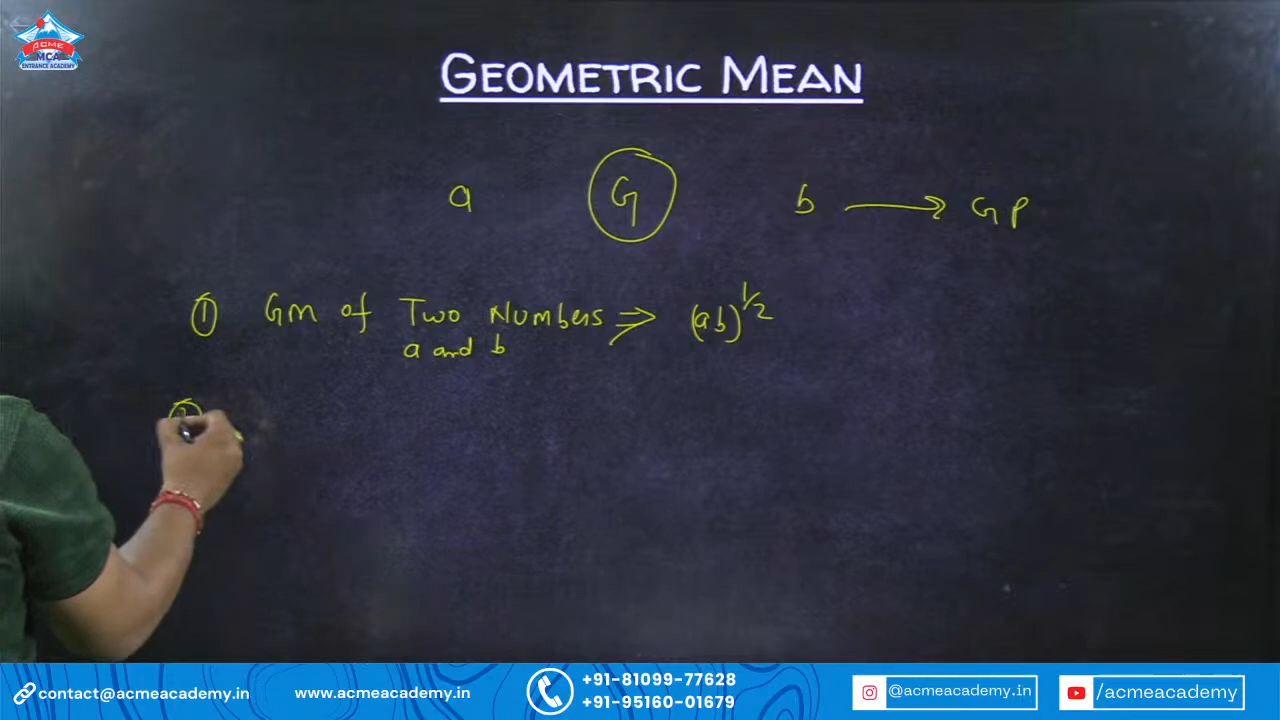 ACME
MCA
ENTRANCE ACADEMY
GEOMETRIC MEAN
a G b → GP
① GM of Two Numbers ⇒ (ab)^1/2
a and b
contact@acmeacademy.in
www.acmeacademy.in
+91-81099-77628
+91-95160-01679
@acmeacademy.in
/acmeacademy